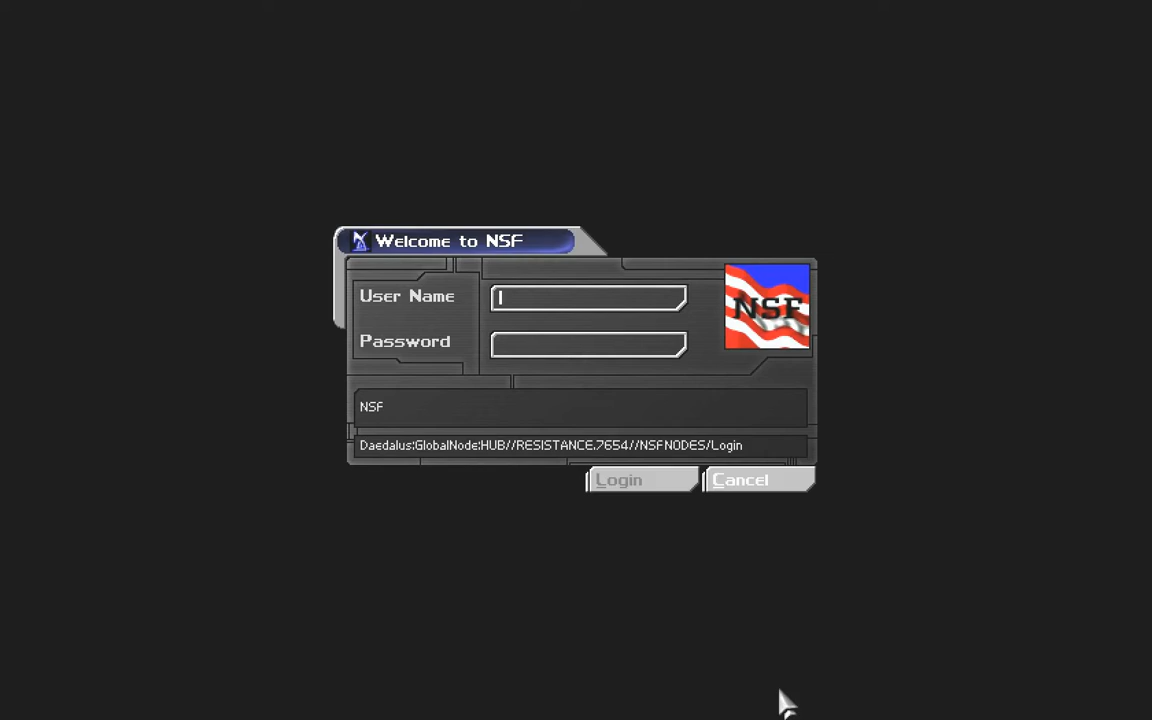 Welcome to NSF
User Name
NSF
Password
NSF
Daedalus:GlobalNode:HUB//RESISTANCE.7654//NSFNODES/Login
Login
Cancel